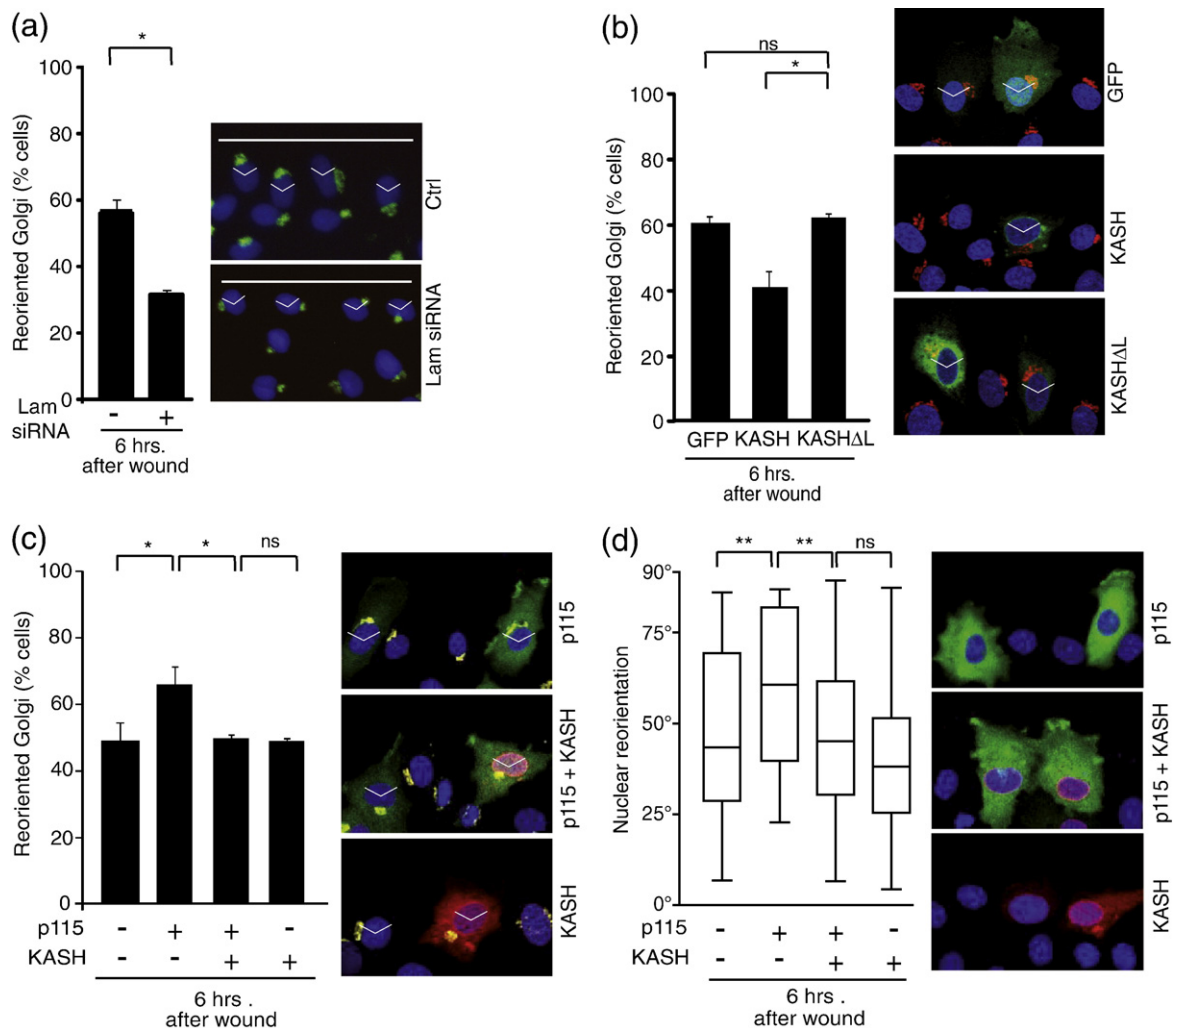 (a)
*
100
80
60
40
20
0
Reoriented Golgi (% cells)
Lam
siRNA
- +
6 hrs.
after wound
Ctrl
Lam siRNA
(b)
ns
*
100
80
60
40
20
0
Reoriented Golgi (% cells)
GFP KASH KASHΔL
6 hrs.
after wound
GFP
KASH
KASHΔL
(c)
* * ns
100
80
60
40
20
0
Reoriented Golgi (% cells)
p115 - + + -
KASH - - + +
6 hrs .
after wound
p115
p115 + KASH
KASH
(d)
** ** ns
90°
75°
50°
25°
0°
Nuclear reorientation
p115 - + + -
KASH - - + +
6 hrs .
after wound
p115
p115 + KASH
KASH